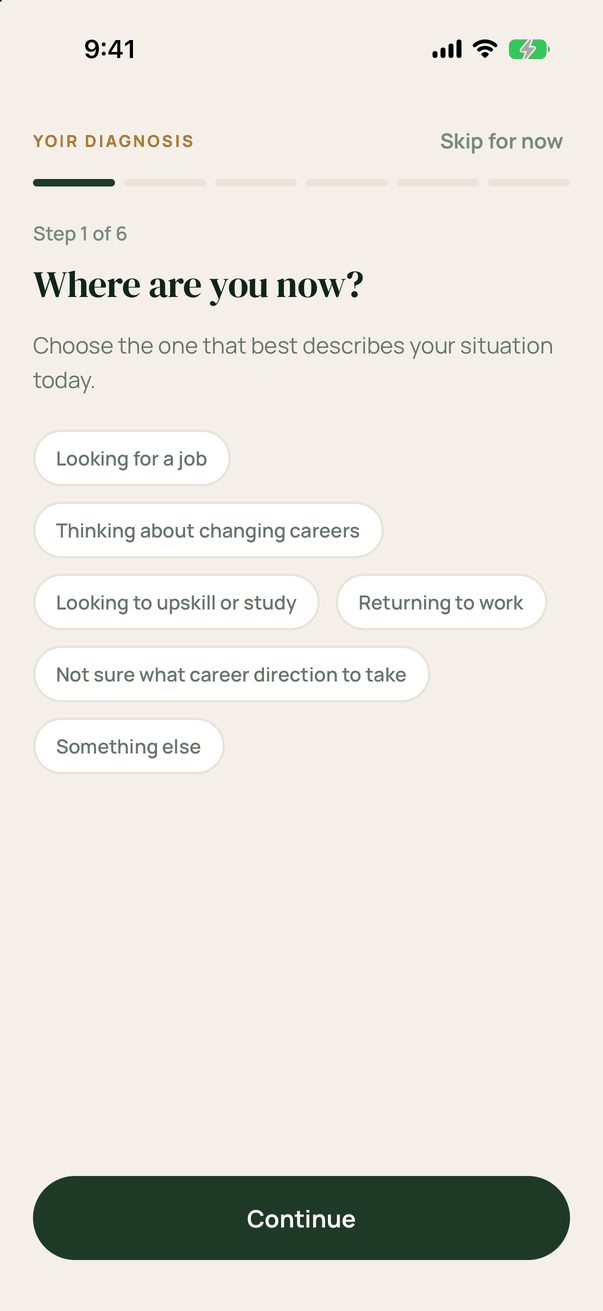 9:41
YOIR DIAGNOSIS
Skip for now
Step 1 of 6
Where are you now?
Choose the one that best describes your situation
today.
Looking for a job
Thinking about changing careers
Looking to upskill or study
Returning to work
Not sure what career direction to take
Something else
Continue